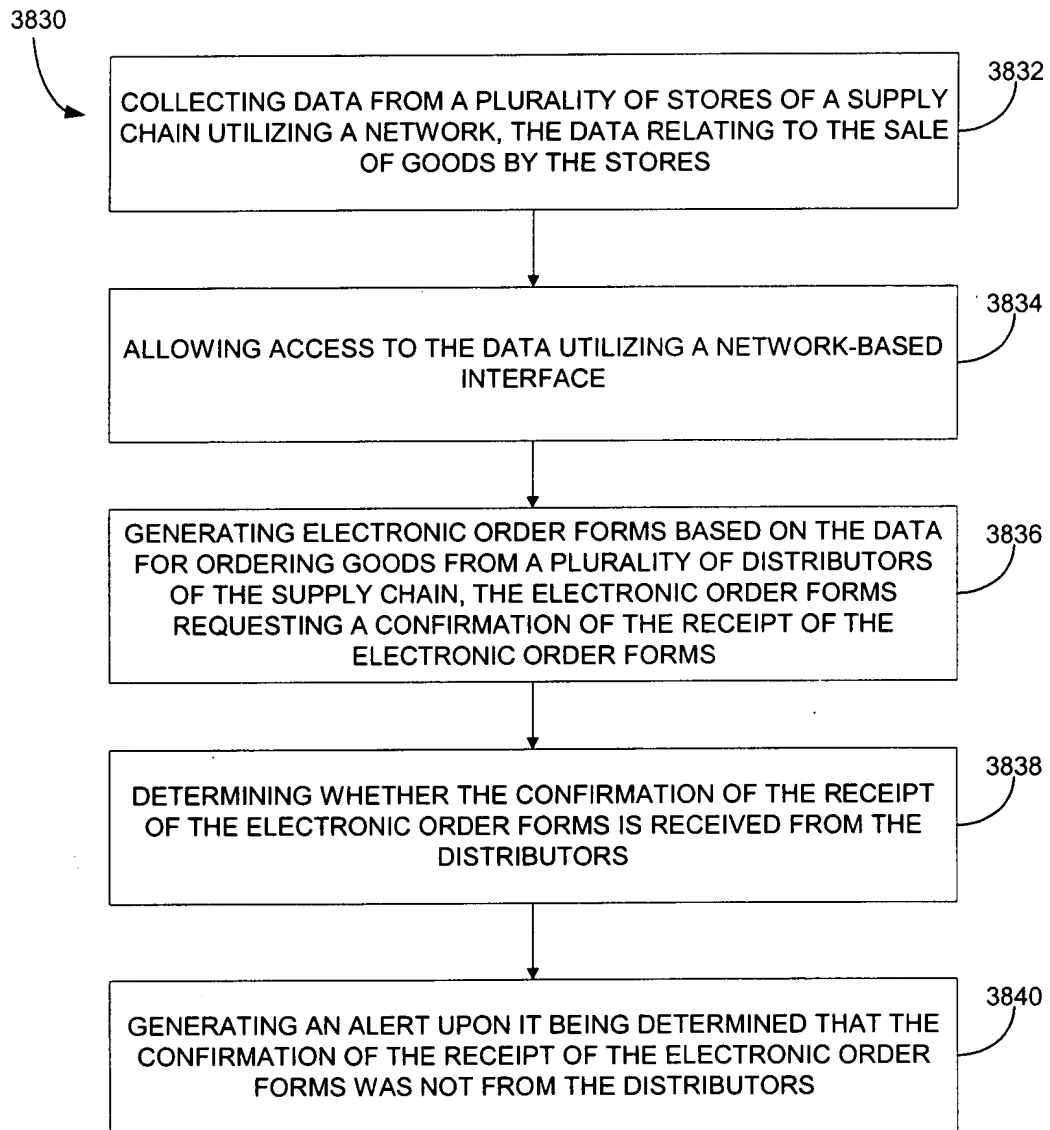 3830
COLLECTING DATA FROM A PLURALITY OF STORES OF A SUPPLY
CHAIN UTILIZING A NETWORK, THE DATA RELATING TO THE SALE
OF GOODS BY THE STORES
3832
ALLOWING ACCESS TO THE DATA UTILIZING A NETWORK-BASED
INTERFACE
3834
GENERATING ELECTRONIC ORDER FORMS BASED ON THE DATA
FOR ORDERING GOODS FROM A PLURALITY OF DISTRIBUTORS
OF THE SUPPLY CHAIN, THE ELECTRONIC ORDER FORMS
REQUESTING A CONFIRMATION OF THE RECEIPT OF THE
ELECTRONIC ORDER FORMS
3836
DETERMINING WHETHER THE CONFIRMATION OF THE RECEIPT
OF THE ELECTRONIC ORDER FORMS IS RECEIVED FROM THE
DISTRIBUTORS
3838
GENERATING AN ALERT UPON IT BEING DETERMINED THAT THE
CONFIRMATION OF THE RECEIPT OF THE ELECTRONIC ORDER
FORMS WAS NOT FROM THE DISTRIBUTORS
3840